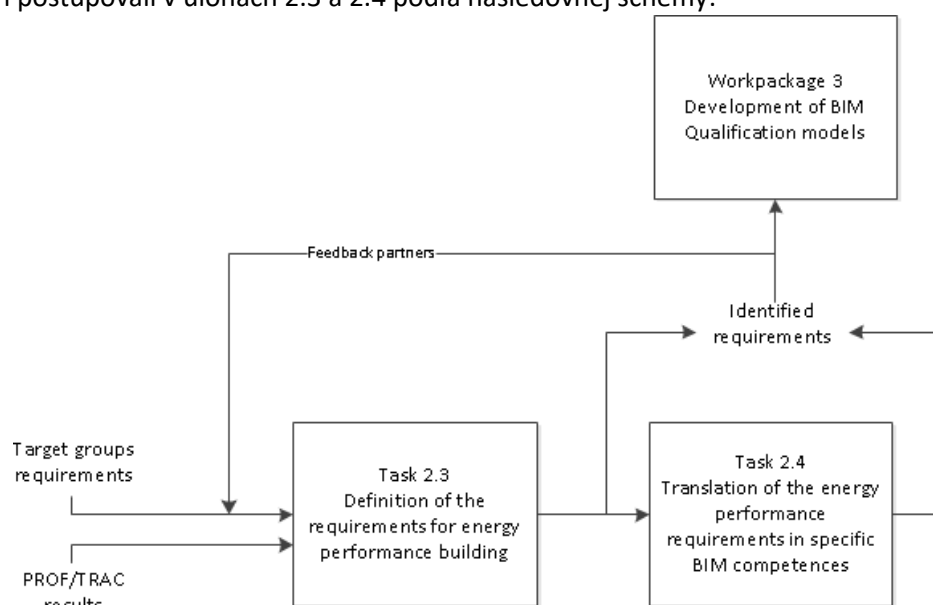 postupovali v úlohách 2.3 a 2.4 podľa následovnej schémy:
Workpackage 3
Development of BIM
Qualification models
Feedback partners
Identified
requirements
Target groups
requirements
Task 2.3
Definition of the
requirements for energy
performance building
Task 2.4
Translation of the energy
performance
requirements in specific
BIM competences
PROF/TRAC
results